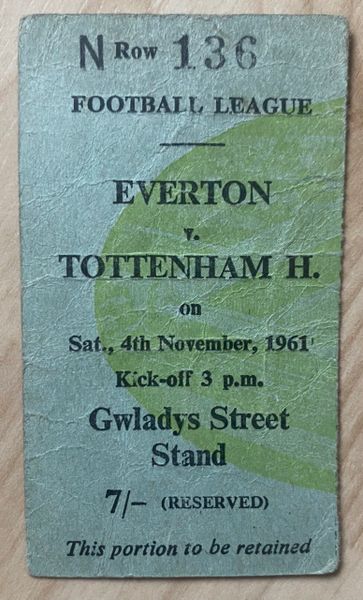 N Row 136
FOOTBALL LEAGUE
EVERTON
v.
TOTTENHAM H.
on
Sat., 4th November, 1961
Kick-off 3 p.m.
Gwladys Street
Stand
7/- (RESERVED)
This portion to be retained